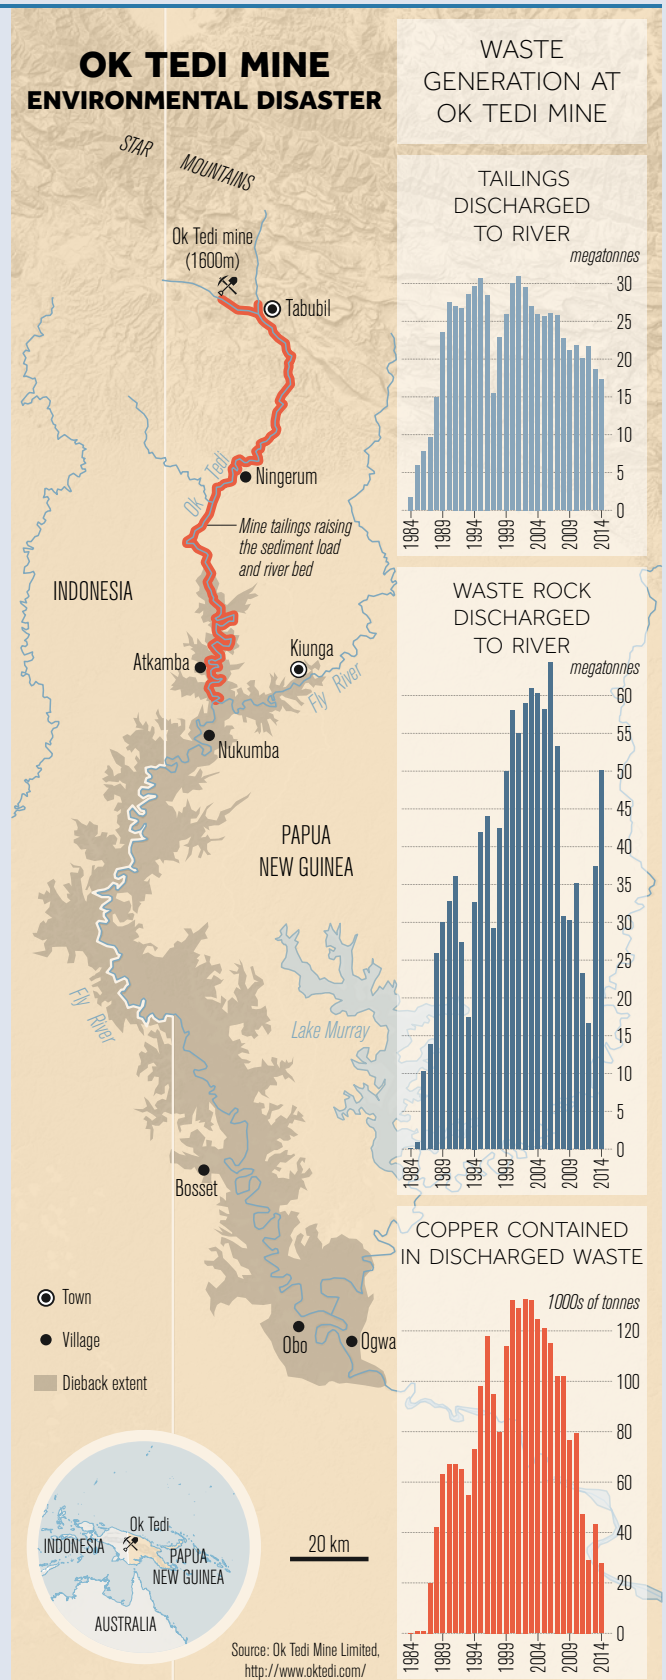 OK TEDI MINE
ENVIRONMENTAL DISASTER
STAR MOUNTAINS
Ok Tedi mine
(1600m)
Tabubil
Ok Tedi
Ningerum
Mine tailings raising
the sediment load
and river bed
INDONESIA
Kiunga
Atkamba
Fly River
Nukumba
PAPUA
NEW GUINEA
Fly River
Lake Murray
Bosset
Obo
Ogwa
Town
Village
Dieback extent
Ok Tedi
INDONESIA
PAPUA
NEW GUINEA
AUSTRALIA
20 km
Source: Ok Tedi Mine Limited,
http://www.oktedi.com/
WASTE
GENERATION AT
OK TEDI MINE
TAILINGS
DISCHARGED
TO RIVER
megatonnes
30
25
20
15
10
5
0
1984 1989 1994 1999 2004 2009 2014
WASTE ROCK
DISCHARGED
TO RIVER
megatonnes
60
55
50
45
40
35
30
25
20
15
10
5
0
1984 1989 1994 1999 2004 2009 2014
COPPER CONTAINED
IN DISCHARGED WASTE
1000s of tonnes
120
100
80
60
40
20
0
1984 1989 1994 1999 2004 2009 2014